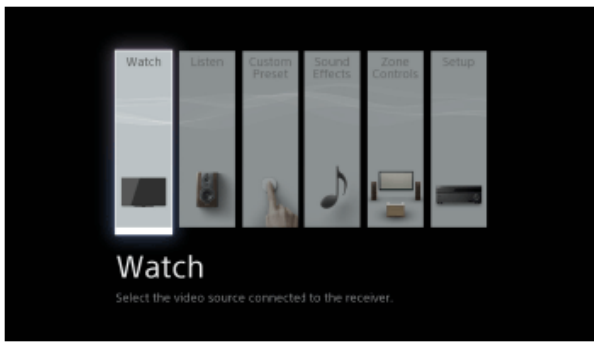 Watch
Listen
Custom
Preset
Sound
Effects
Zone
Controls
Setup
Watch
Select the video source connected to the receiver.